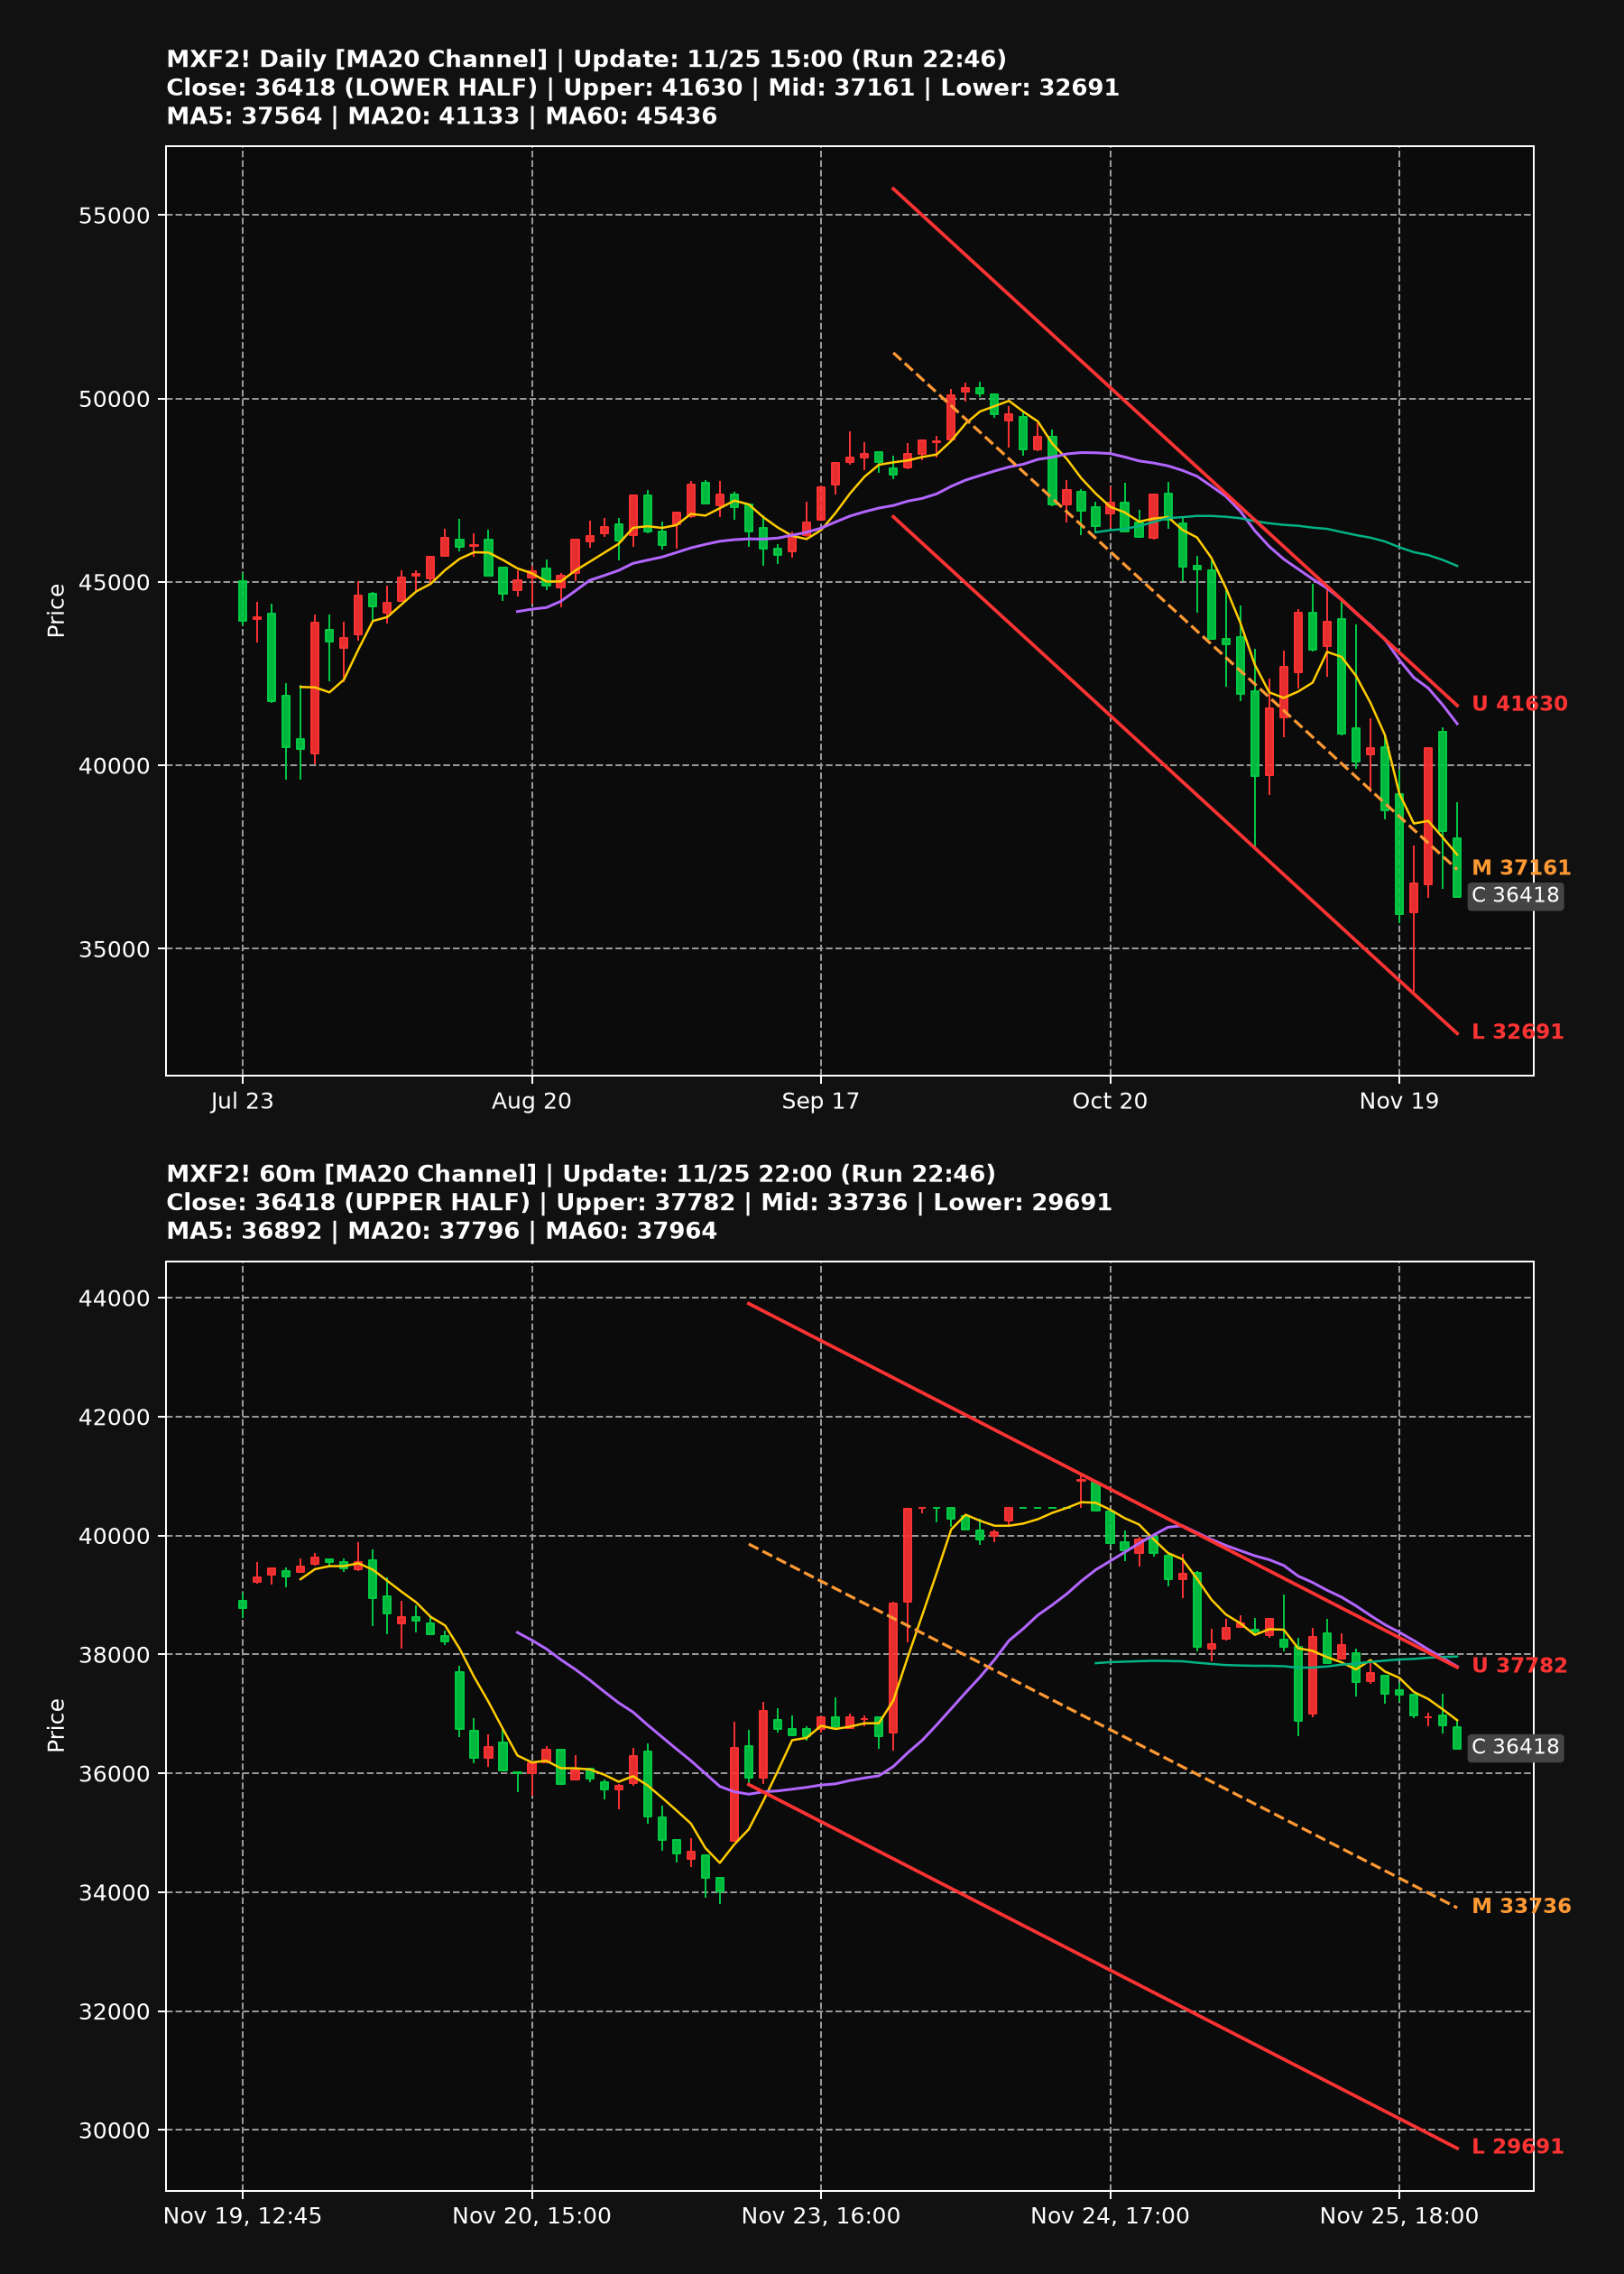 MXF2! Daily [MA20 Channel] | Update: 11/25 15:00 (Run 22:46)
Close: 36418 (LOWER HALF) | Upper: 41630 | Mid: 37161 | Lower: 32691
MA5: 37564 | MA20: 41133 | MA60: 45436
Price
55000
50000
45000
40000
35000
U 41630
M 37161
C 36418
L 32691
Jul 23
Aug 20
Sep 17
Oct 20
Nov 19
MXF2! 60m [MA20 Channel] | Update: 11/25 22:00 (Run 22:46)
Close: 36418 (UPPER HALF) | Upper: 37782 | Mid: 33736 | Lower: 29691
MA5: 36892 | MA20: 37796 | MA60: 37964
Price
44000
42000
40000
38000
36000
34000
32000
30000
U 37782
C 36418
M 33736
L 29691
Nov 19, 12:45
Nov 20, 15:00
Nov 23, 16:00
Nov 24, 17:00
Nov 25, 18:00